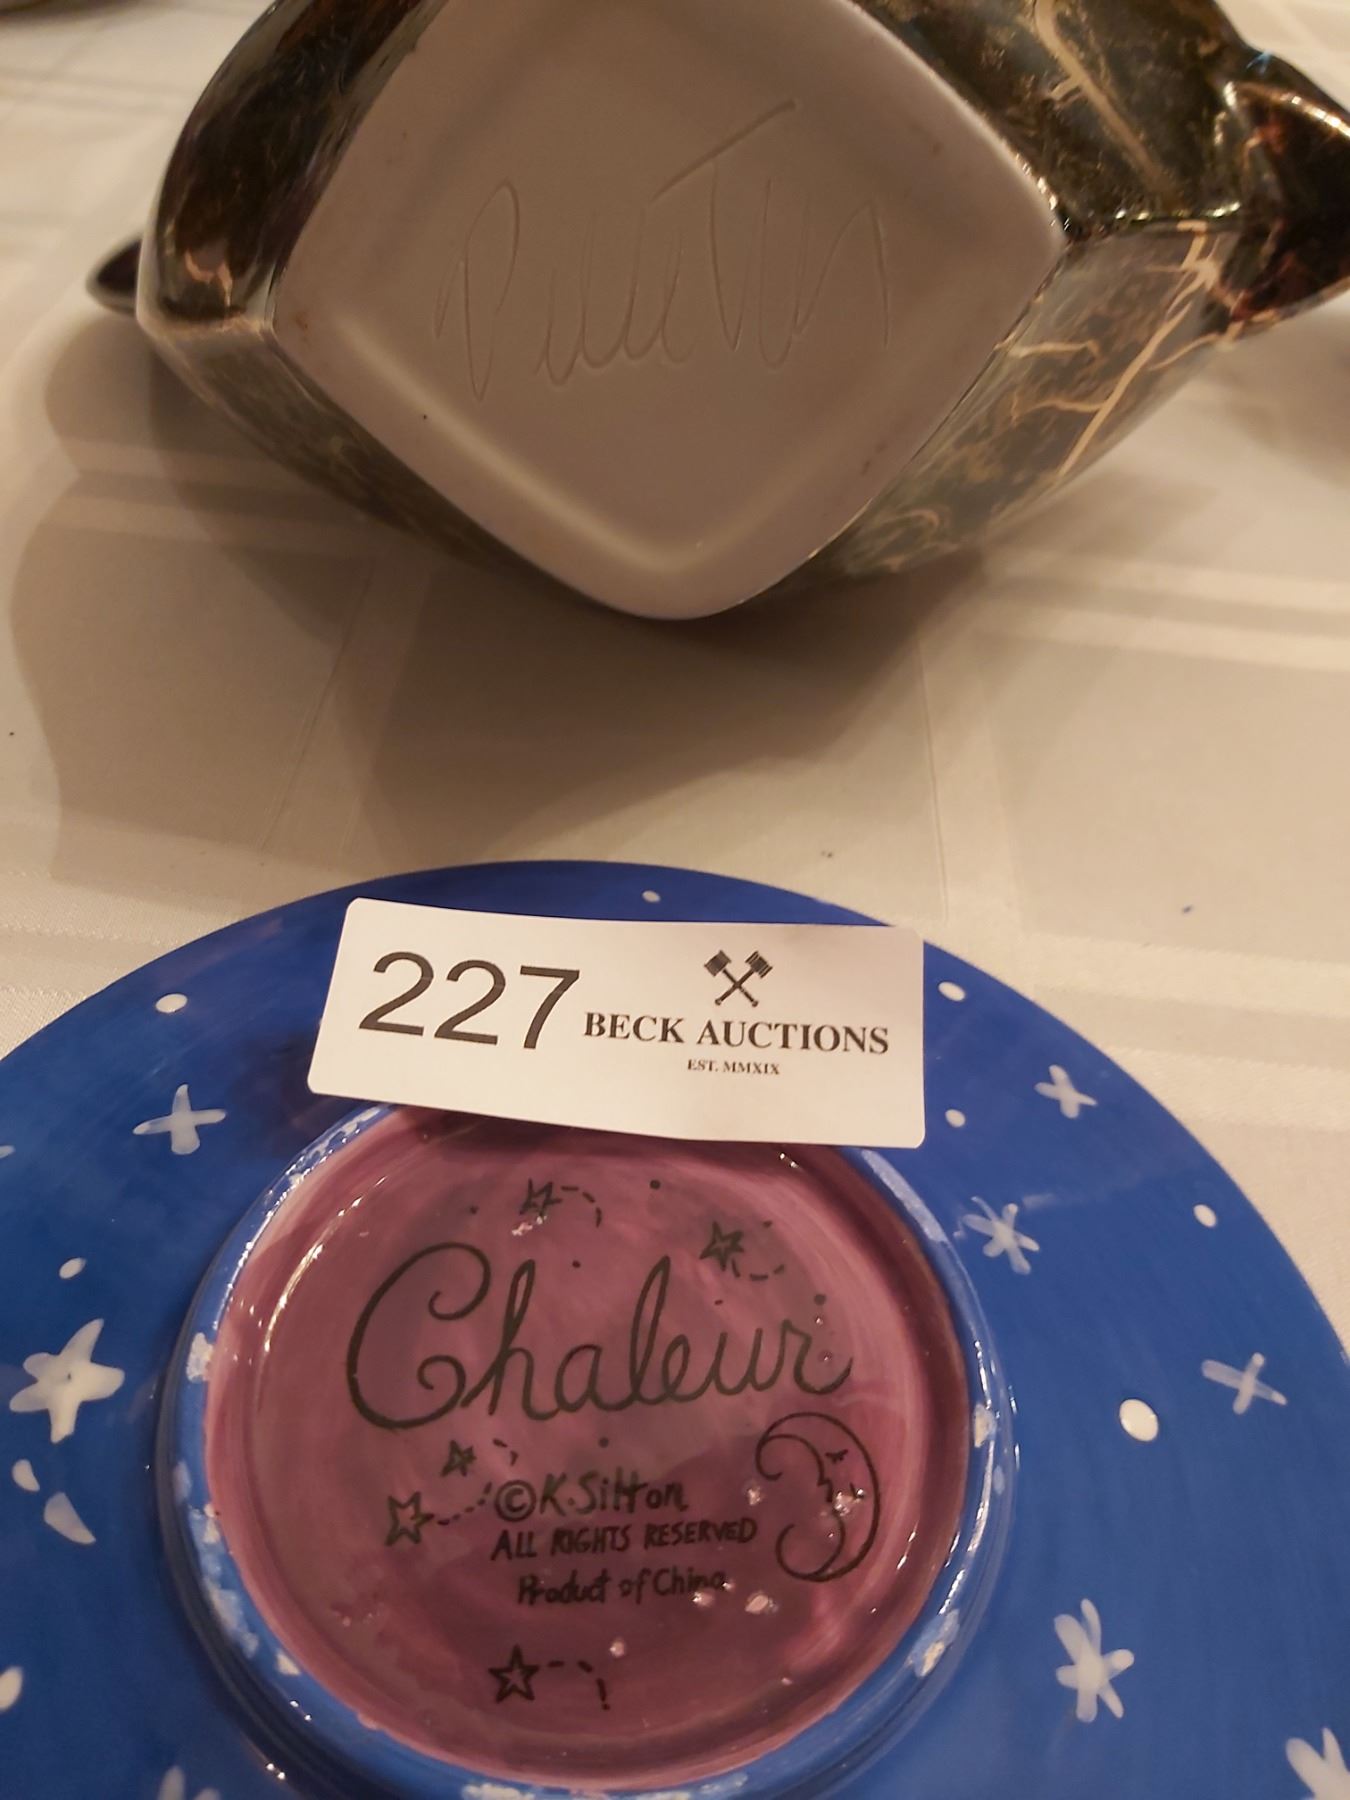 227
BECK AUCTIONS
EST. MMXIX
Chaleur
©K.Sitton
ALL RIGHTS RESERVED
Product of China